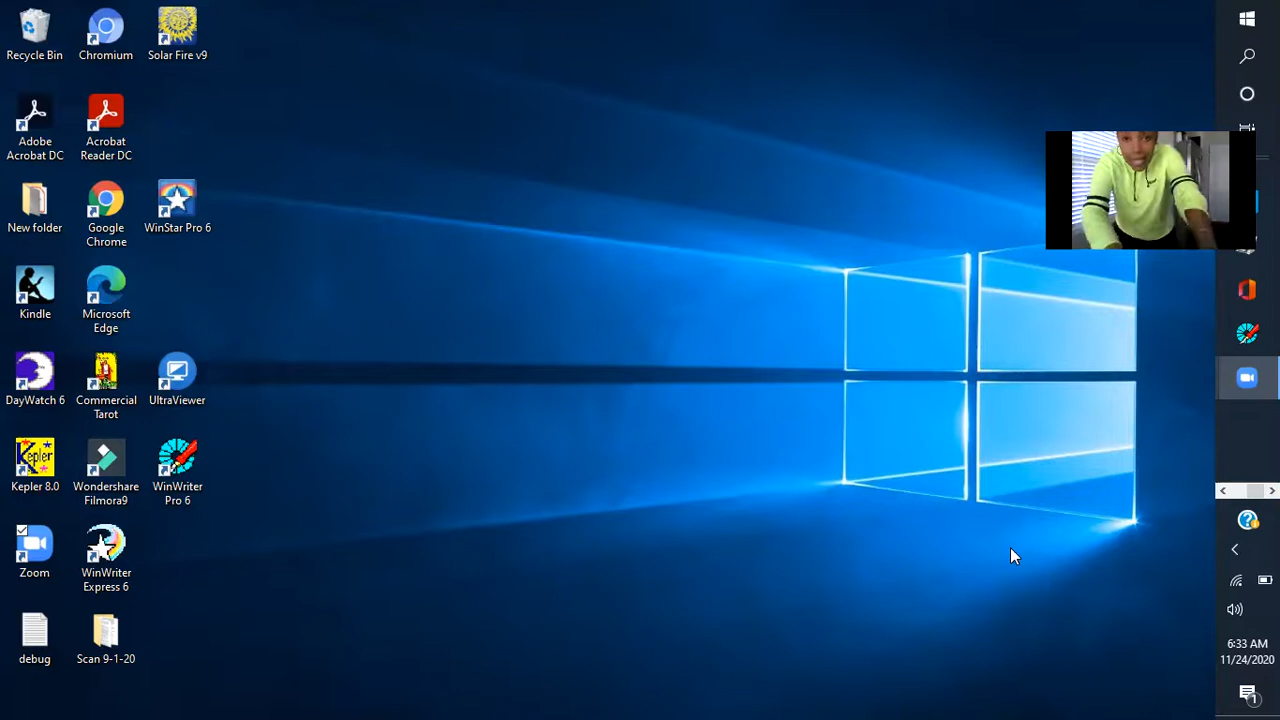 Recycle Bin
Chromium
Solar Fire v9
Adobe
Acrobat DC
Acrobat
Reader DC
New folder
Google
Chrome
WinStar Pro 6
Kindle
Microsoft
Edge
DayWatch 6
Commercial
Tarot
UltraViewer
Kepler
Kepler 8.0
Wondershare
Filmora9
WinWriter
Pro 6
Zoom
WinWriter
Express 6
debug
Scan 9-1-20
6:33 AM
11/24/2020
1